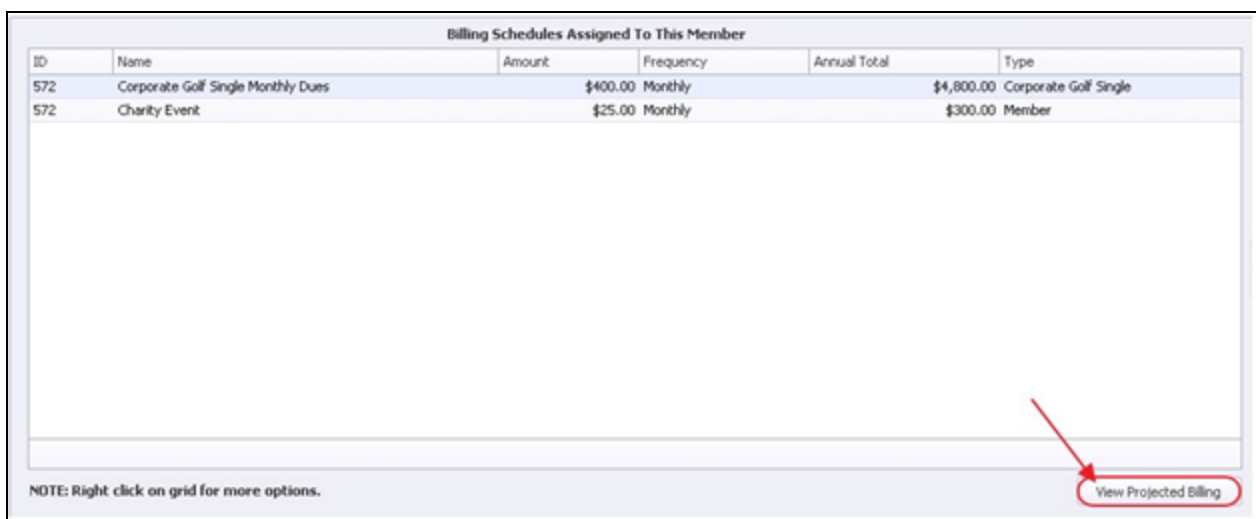 Billing Schedules Assigned To This Member
ID Name Amount Frequency Annual Total Type
572 Corporate Golf Single Monthly Dues $400.00 Monthly $4,800.00 Corporate Golf Single
572 Charity Event $25.00 Monthly $300.00 Member
NOTE: Right click on grid for more options. View Projected Billing